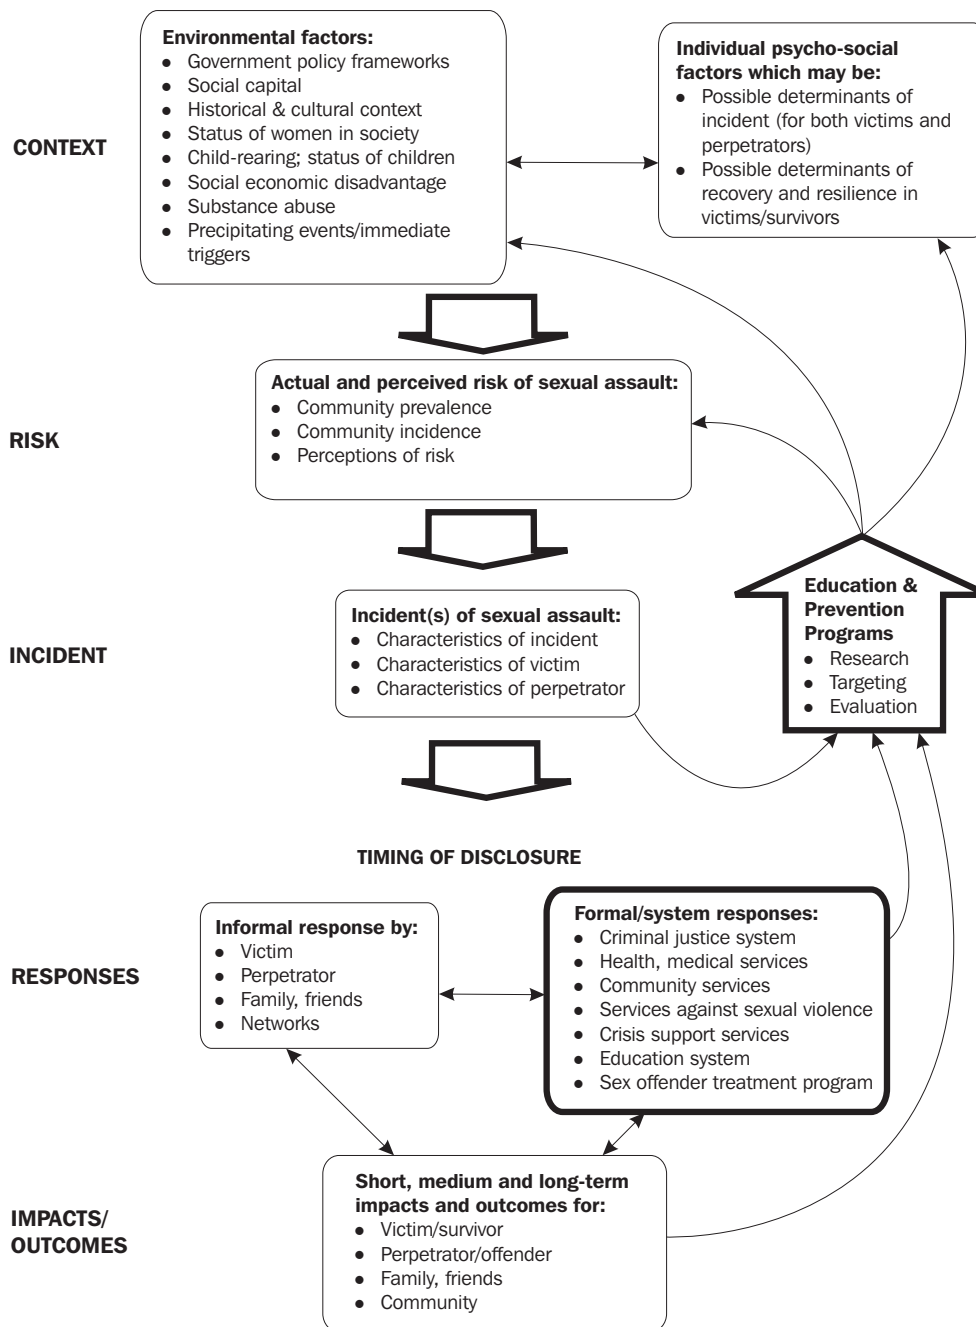 CONTEXT
Environmental factors:
● Government policy frameworks
● Social capital
● Historical & cultural context
● Status of women in society
● Child-rearing; status of children
● Social economic disadvantage
● Substance abuse
● Precipitating events/immediate
triggers
Individual psycho-social
factors which may be:
● Possible determinants of
incident (for both victims and
perpetrators)
● Possible determinants of
recovery and resilience in
victims/survivors
RISK
Actual and perceived risk of sexual assault:
● Community prevalence
● Community incidence
● Perceptions of risk
Education &
Prevention
Programs
● Research
● Targeting
● Evaluation
INCIDENT
Incident(s) of sexual assault:
● Characteristics of incident
● Characteristics of victim
● Characteristics of perpetrator
TIMING OF DISCLOSURE
RESPONSES
Informal response by:
● Victim
● Perpetrator
● Family, friends
● Networks
Formal/system responses:
● Criminal justice system
● Health, medical services
● Community services
● Services against sexual violence
● Crisis support services
● Education system
● Sex offender treatment program
IMPACTS/
OUTCOMES
Short, medium and long-term
impacts and outcomes for:
● Victim/survivor
● Perpetrator/offender
● Family, friends
● Community